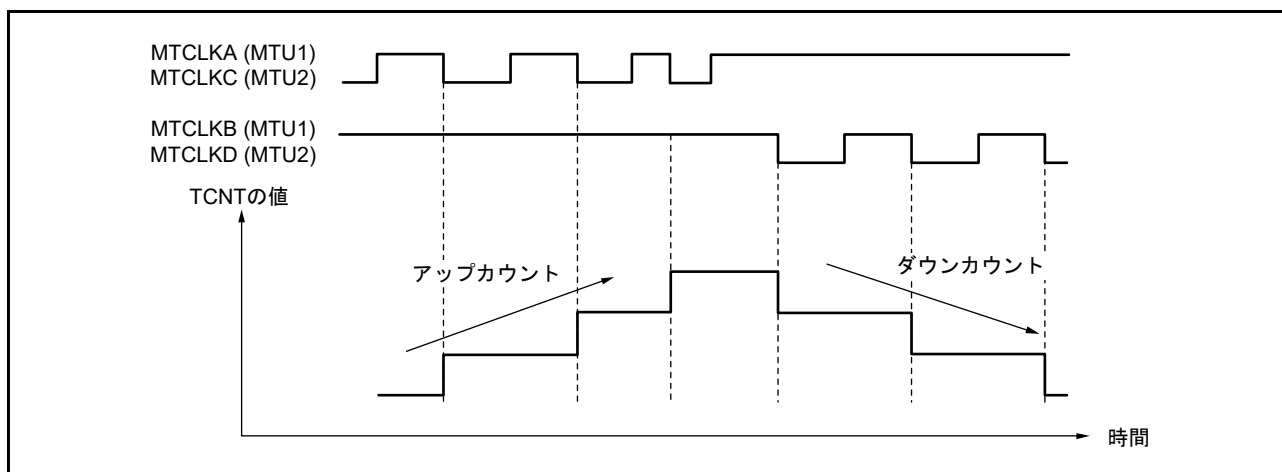 MTCLKA (MTU1)
MTCLKC (MTU2)
MTCLKB (MTU1)
MTCLKD (MTU2)
TCNTの値
アップカウント
ダウンカウント
時間